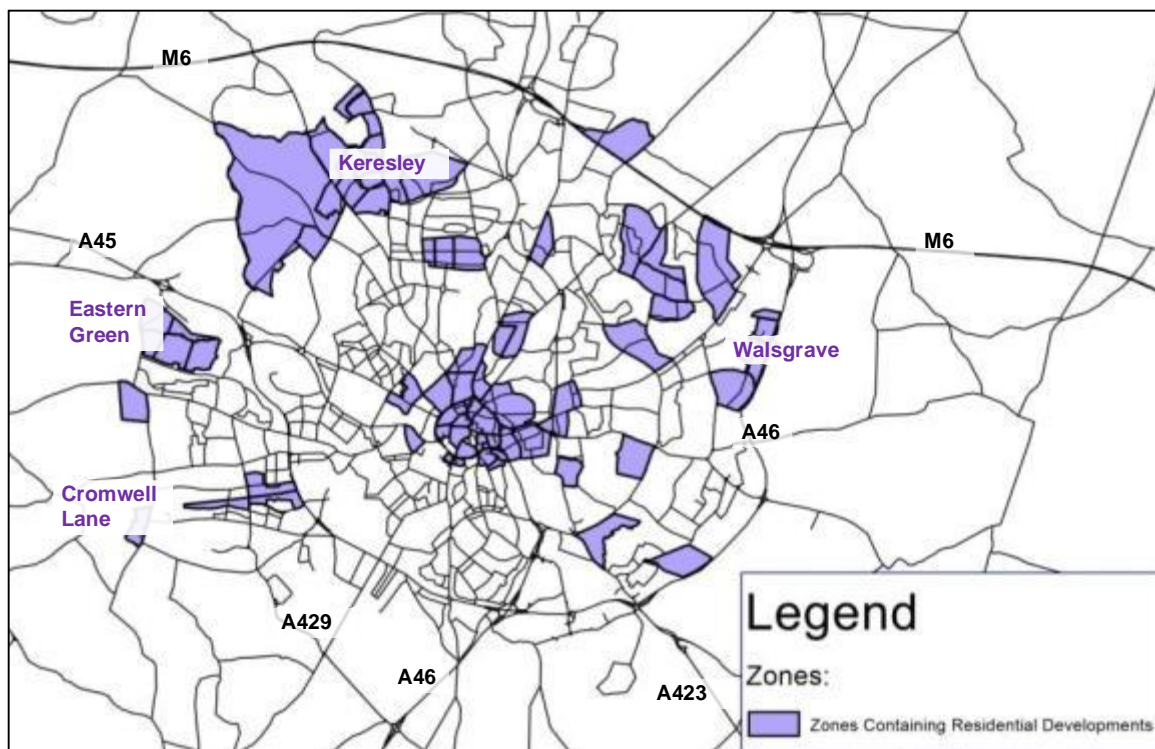 M6
Keresley
A45
M6
Eastern
Green
Walsgrave
A46
Cromwell
Lane
A429
A46
A423
Legend
Zones:
Zones Containing Residential Developments